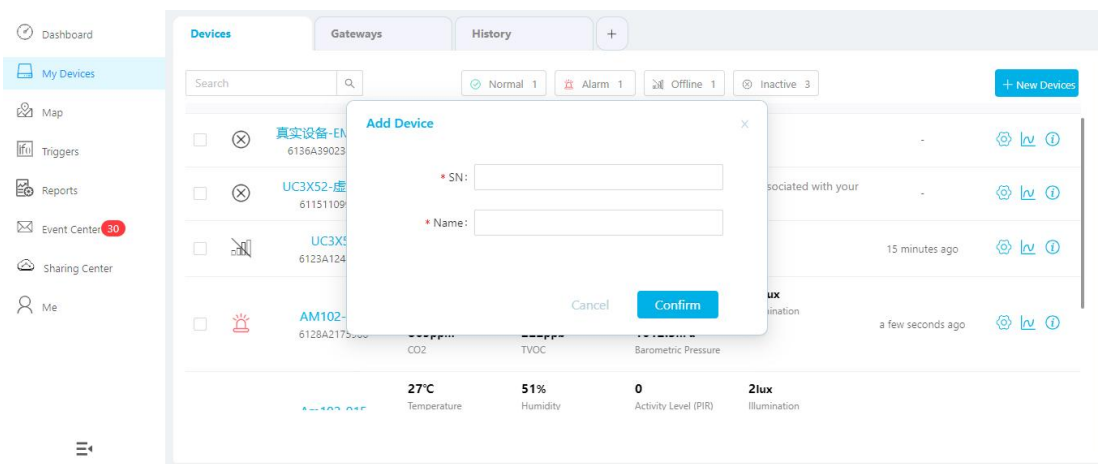 Dashboard
My Devices
Map
Triggers
Reports
Event Center 30
Sharing Center
Me
Devices
Gateways
History
+
Search
Normal 1
Alarm 1
Offline 1
Inactive 3
+ New Devices
Add Device
* SN:
* Name:
Cancel
Confirm
真实设备-EM
6136A39023
-
UC3X52-虚
6115110
sociated with your
-
UC3X5
6123A124
15 minutes ago
AM102-
6128A21
lux
ination
a few seconds ago
CO2
TVOC
Barometric Pressure
27°C
51%
0
2lux
Temperature
Humidity
Activity Level (PIR)
Illumination